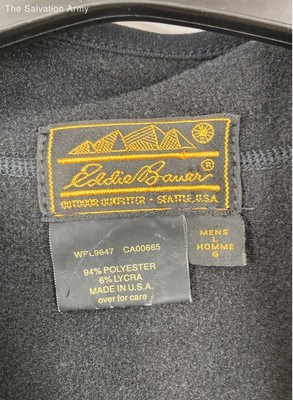 The Salvation Army
Eddie Bauer®
OUTDOOR OUTFITTER · SEATTLE, U.S.A.
WPL9647 CA00665
94% POLYESTER
6% LYCRA
MADE IN U.S.A.
over for care
MENS
L
HOMME
G